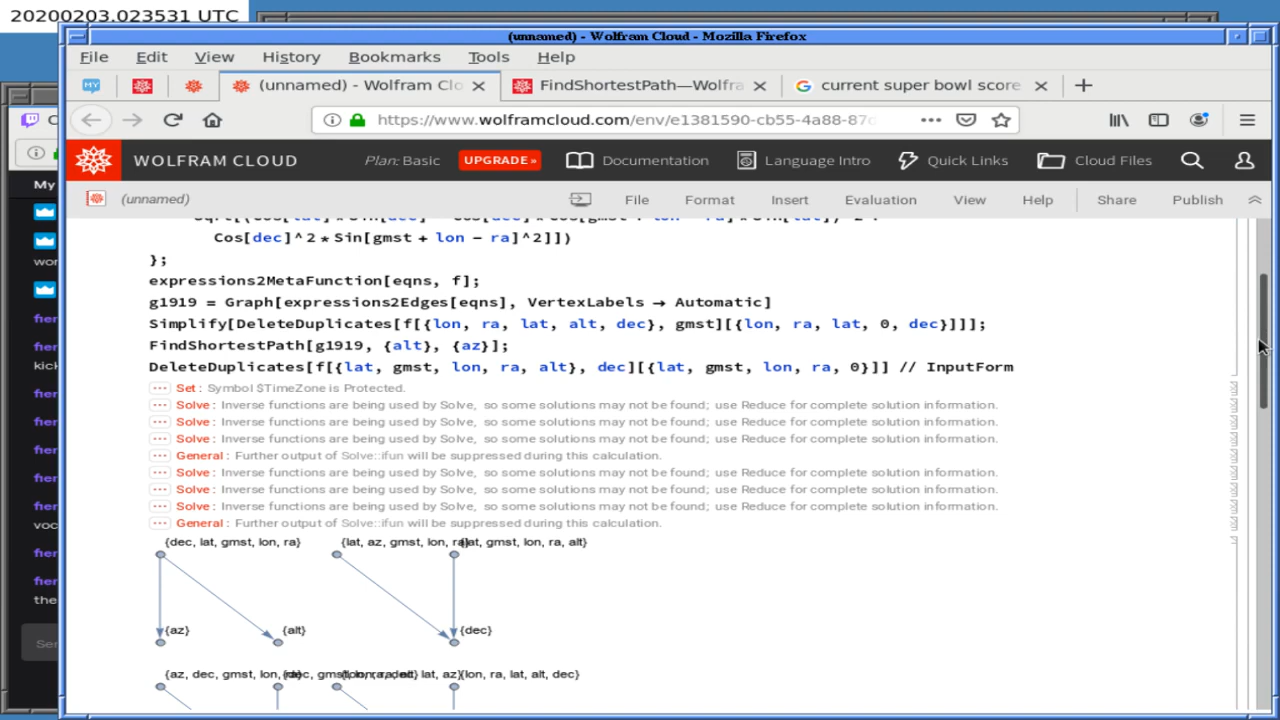 20200203.023531 UTC
(unnamed) - Wolfram Cloud - Mozilla Firefox
File Edit View History Bookmarks Tools Help
(unnamed) - Wolfram Clo FindShortestPath—Wolfra current super bowl score
https://www.wolframcloud.com/env/e1381590-cb55-4a88-87c
WOLFRAM CLOUD Plan: Basic UPGRADE » Documentation Language Intro Quick Links Cloud Files
My
(unnamed) File Format Insert Evaluation View Help Share Publish
Cos[dec]^2*Sin[gmst + lon - ra]^2]])
};
expressions2MetaFunction[eqns, f];
g1919 = Graph[expressions2Edges[eqns], VertexLabels → Automatic]
Simplify[DeleteDuplicates[f[{lon, ra, lat, alt, dec}, gmst][{lon, ra, lat, 0, dec}]]];
FindShortestPath[g1919, {alt}, {az}];
DeleteDuplicates[f[{lat, gmst, lon, ra, alt}, dec][{lat, gmst, lon, ra, 0}]] // InputForm
Set: Symbol $TimeZone is Protected.
Solve: Inverse functions are being used by Solve, so some solutions may not be found; use Reduce for complete solution information.
Solve: Inverse functions are being used by Solve, so some solutions may not be found; use Reduce for complete solution information.
Solve: Inverse functions are being used by Solve, so some solutions may not be found; use Reduce for complete solution information.
General: Further output of Solve::ifun will be suppressed during this calculation.
Solve: Inverse functions are being used by Solve, so some solutions may not be found; use Reduce for complete solution information.
Solve: Inverse functions are being used by Solve, so some solutions may not be found; use Reduce for complete solution information.
Solve: Inverse functions are being used by Solve, so some solutions may not be found; use Reduce for complete solution information.
General: Further output of Solve::ifun will be suppressed during this calculation.
{dec, lat, gmst, lon, ra} {lat, az, gmst, lon, ra} {lat, gmst, lon, ra, alt}
{az} {alt} {dec}
{az, dec, gmst, lon, lat, az} {lon, ra, lat, alt, dec}